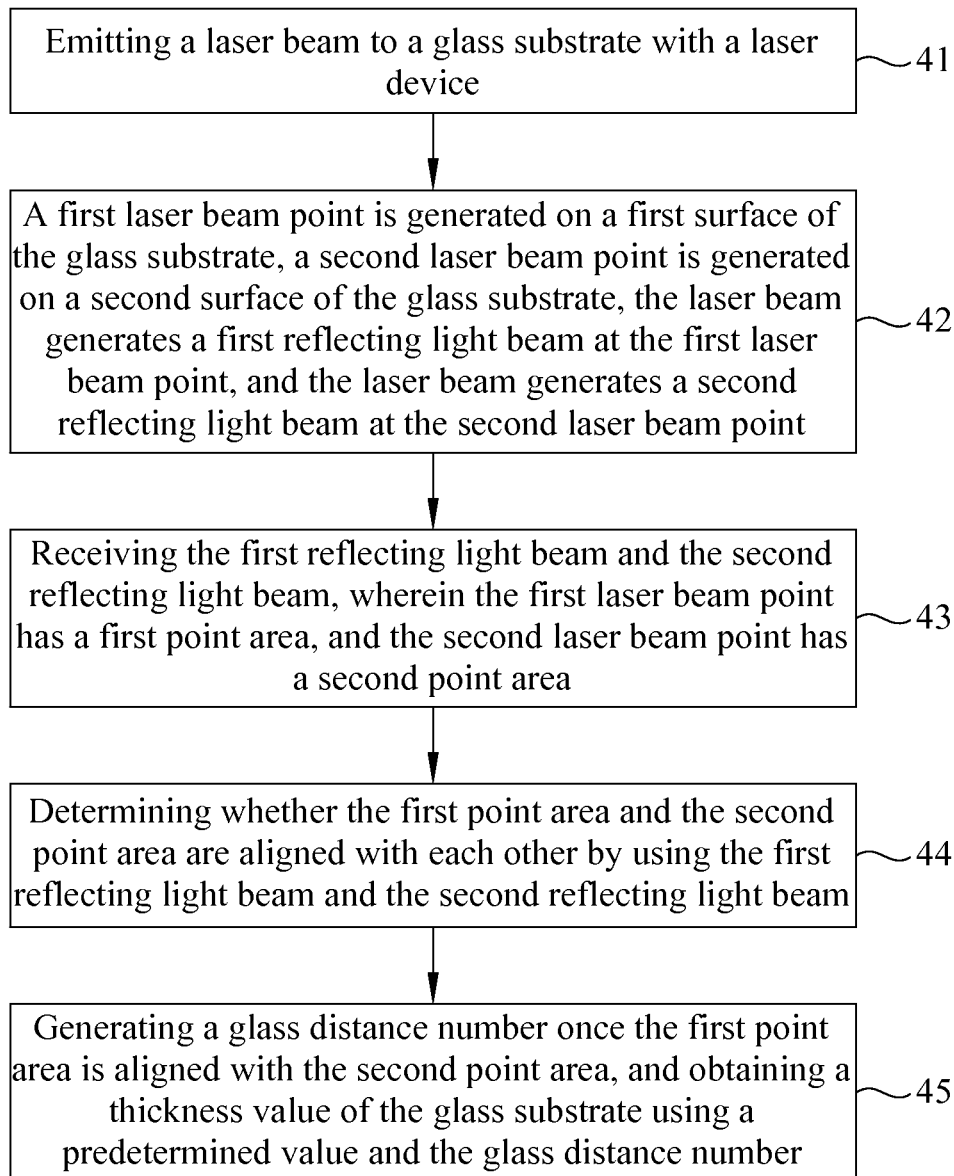 Emitting a laser beam to a glass substrate with a laser
device
41
A first laser beam point is generated on a first surface of
the glass substrate, a second laser beam point is generated
on a second surface of the glass substrate, the laser beam
generates a first reflecting light beam at the first laser
beam point, and the laser beam generates a second
reflecting light beam at the second laser beam point
42
Receiving the first reflecting light beam and the second
reflecting light beam, wherein the first laser beam point
has a first point area, and the second laser beam point has
a second point area
43
Determining whether the first point area and the second
point area are aligned with each other by using the first
reflecting light beam and the second reflecting light beam
44
Generating a glass distance number once the first point
area is aligned with the second point area, and obtaining a
thickness value of the glass substrate using a
predetermined value and the glass distance number
45